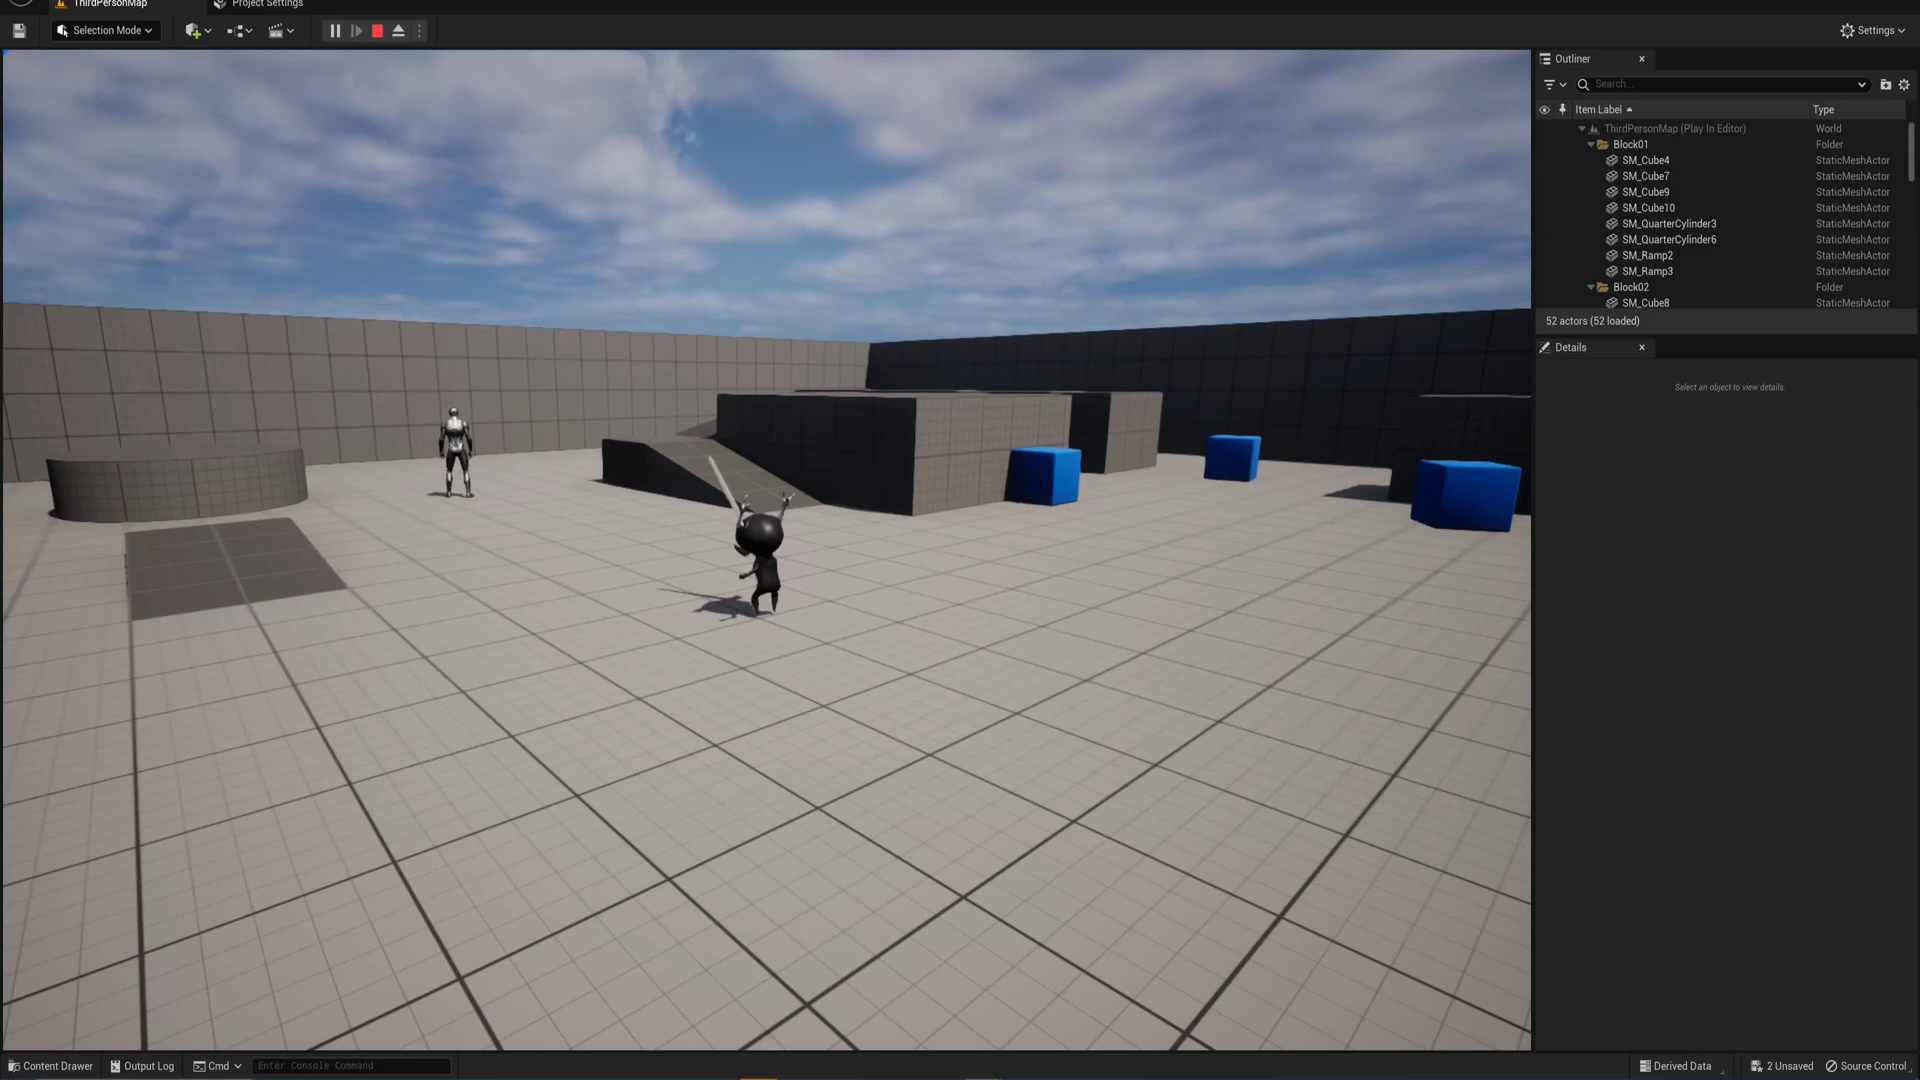 ThirdPersonMap
Project Settings
Selection Mode
Settings
Outliner
Search...
Item Label
Type
ThirdPersonMap (Play In Editor)
World
Block01
Folder
SM_Cube4
StaticMeshActor
SM_Cube7
StaticMeshActor
SM_Cube9
StaticMeshActor
SM_Cube10
StaticMeshActor
SM_QuarterCylinder3
StaticMeshActor
SM_QuarterCylinder6
StaticMeshActor
SM_Ramp2
StaticMeshActor
SM_Ramp3
StaticMeshActor
Block02
Folder
SM_Cube8
StaticMeshActor
52 actors (52 loaded)
Details
Select an object to view details.
Content Drawer
Output Log
Cmd
Enter Console Command
Derived Data
2 Unsaved
Source Control